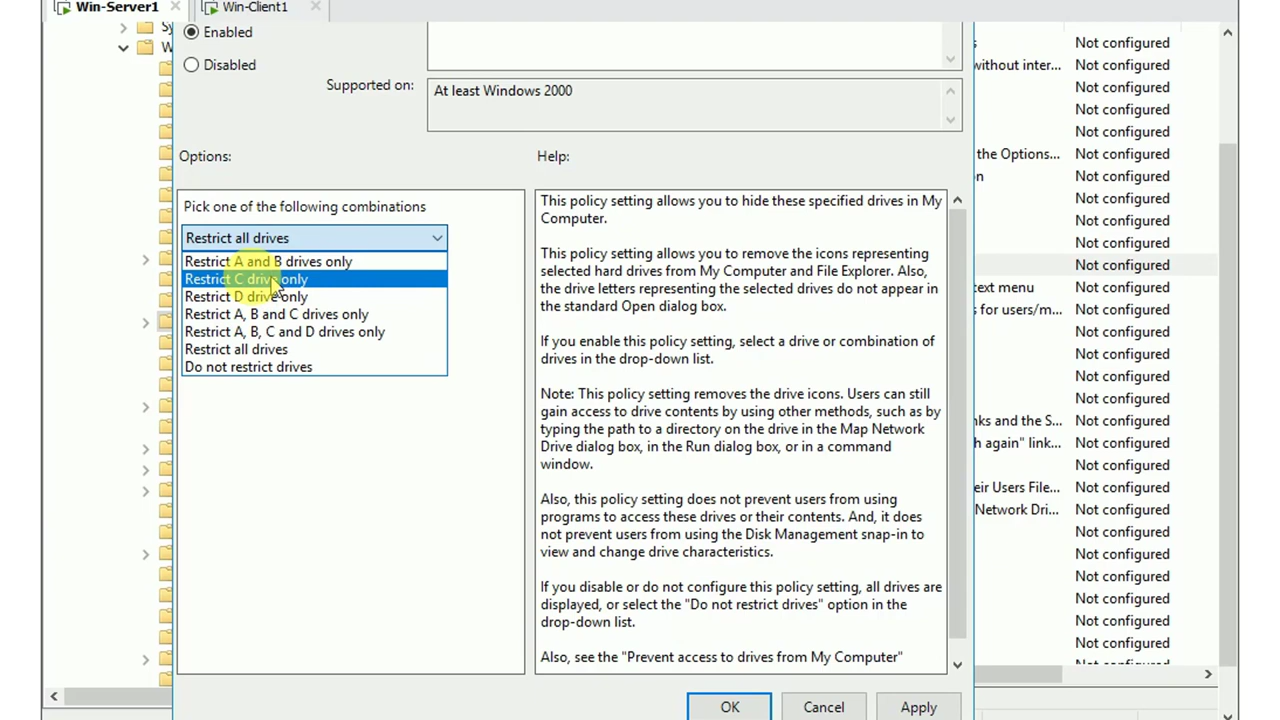 Win-Server1
Win-Client1
Enabled
Disabled
Supported on:
At least Windows 2000
Options:
Help:
Pick one of the following combinations
Restrict all drives
Restrict A and B drives only
Restrict C drive only
Restrict D drive only
Restrict A, B and C drives only
Restrict A, B, C and D drives only
Restrict all drives
Do not restrict drives
This policy setting allows you to hide these specified drives in My
Computer.
This policy setting allows you to remove the icons representing
selected hard drives from My Computer and File Explorer. Also,
the drive letters representing the selected drives do not appear in
the standard Open dialog box.
If you enable this policy setting, select a drive or combination of
drives in the drop-down list.
Note: This policy setting removes the drive icons. Users can still
gain access to drive contents by using other methods, such as by
typing the path to a directory on the drive in the Map Network
Drive dialog box, in the Run dialog box, or in a command
window.
Also, this policy setting does not prevent users from using
programs to access these drives or their contents. And, it does
not prevent users from using the Disk Management snap-in to
view and change drive characteristics.
If you disable or do not configure this policy setting, all drives are
displayed, or select the "Do not restrict drives" option in the
drop-down list.
Also, see the "Prevent access to drives from My Computer"
OK
Cancel
Apply
Not configured
without inter... Not configured
Not configured
Not configured
Not configured
the Options... Not configured
Not configured
Not configured
Not configured
Not configured
Not configured
text menu Not configured
s for users/m... Not configured
Not configured
Not configured
Not configured
Not configured
nks and the S... Not configured
h again" link... Not configured
Not configured
eir Users File... Not configured
Network Dri... Not configured
Not configured
Not configured
Not configured
Not configured
Not configured
Not configured
Not configured